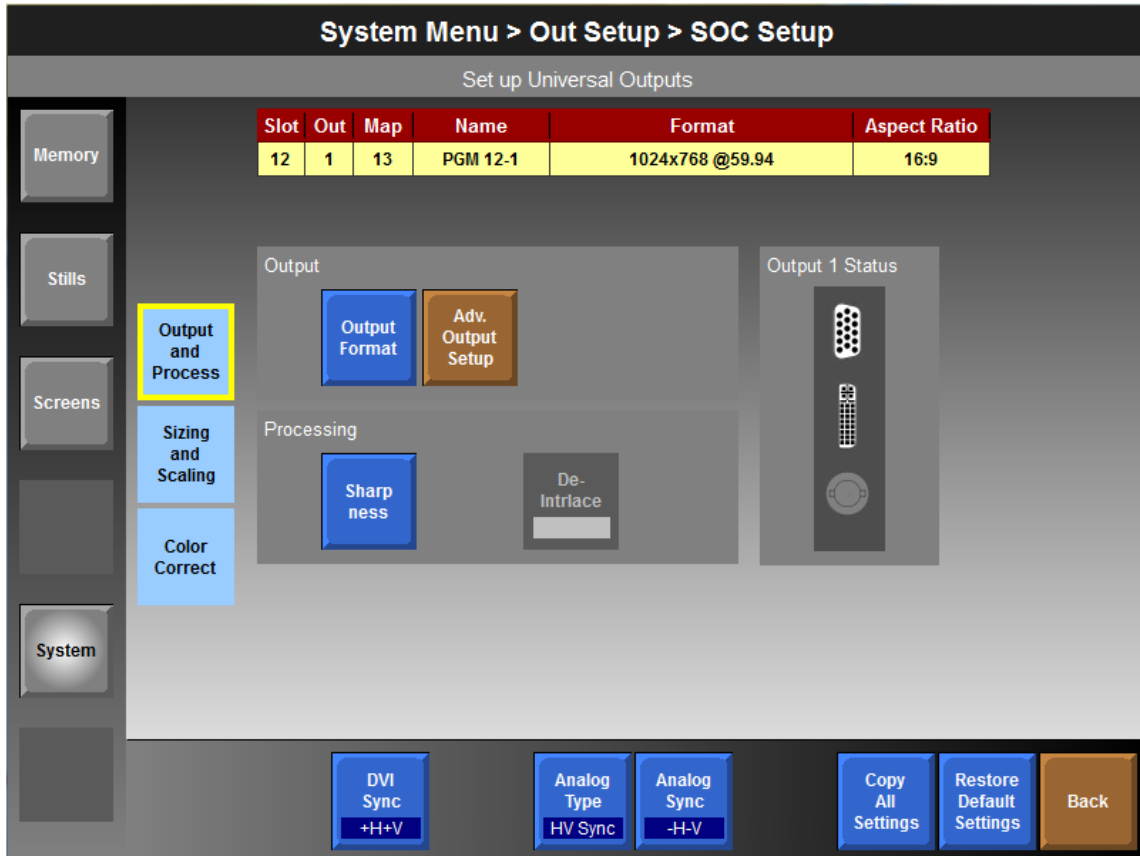 System Menu > Out Setup > SOC Setup
Set up Universal Outputs
Slot Out Map Name Format Aspect Ratio
12 1 13 PGM 12-1 1024x768 @59.94 16:9
Memory
Stills
Screens
System
Output
and
Process
Sizing
and
Scaling
Color
Correct
Output
Output
Format
Adv.
Output
Setup
Processing
Sharp
ness
De-
Intrlace
Output 1 Status
DVI
Sync
+H+V
Analog
Type
HV Sync
Analog
Sync
-H-V
Copy
All
Settings
Restore
Default
Settings
Back